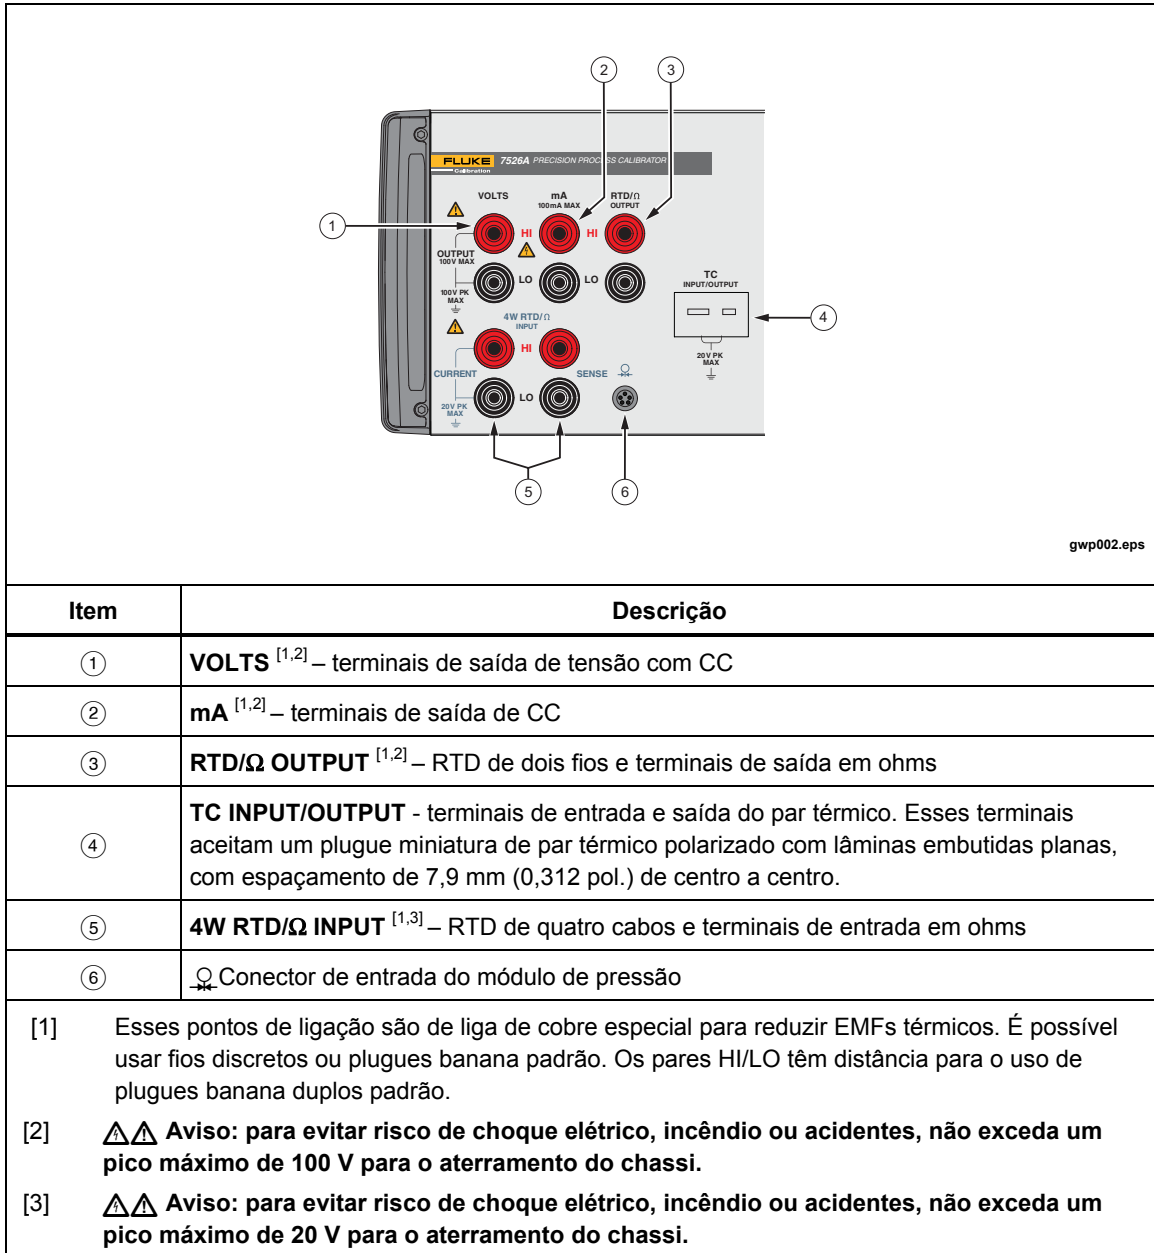 2
3
FLUKE
Calibration
7526A PRECISION PROCESS CALIBRATOR
VOLTS
mA
100mA MAX
RTD/Ω
OUTPUT
1
HI
HI
OUTPUT
100V MAX
LO
LO
100V PK
MAX
TC
INPUT/OUTPUT
4
20V PK
MAX
4W RTD/Ω
INPUT
HI
CURRENT
SENSE
LO
20V PK
MAX
5
6
gwp002.eps
Item Descrição
1 VOLTS [1,2] – terminais de saída de tensão com CC
2 mA [1,2] – terminais de saída de CC
3 RTD/Ω OUTPUT [1,2] – RTD de dois fios e terminais de saída em ohms
4 TC INPUT/OUTPUT - terminais de entrada e saída do par térmico. Esses terminais
aceitam um plugue miniatura de par térmico polarizado com lâminas embutidas planas,
com espaçamento de 7,9 mm (0,312 pol.) de centro a centro.
5 4W RTD/Ω INPUT [1,3] – RTD de quatro cabos e terminais de entrada em ohms
6 Conector de entrada do módulo de pressão
[1] Esses pontos de ligação são de liga de cobre especial para reduzir EMFs térmicos. É possível
usar fios discretos ou plugues banana padrão. Os pares HI/LO têm distância para o uso de
plugues banana duplos padrão.
[2] Aviso: para evitar risco de choque elétrico, incêndio ou acidentes, não exceda um
pico máximo de 100 V para o aterramento do chassi.
[3] Aviso: para evitar risco de choque elétrico, incêndio ou acidentes, não exceda um
pico máximo de 20 V para o aterramento do chassi.